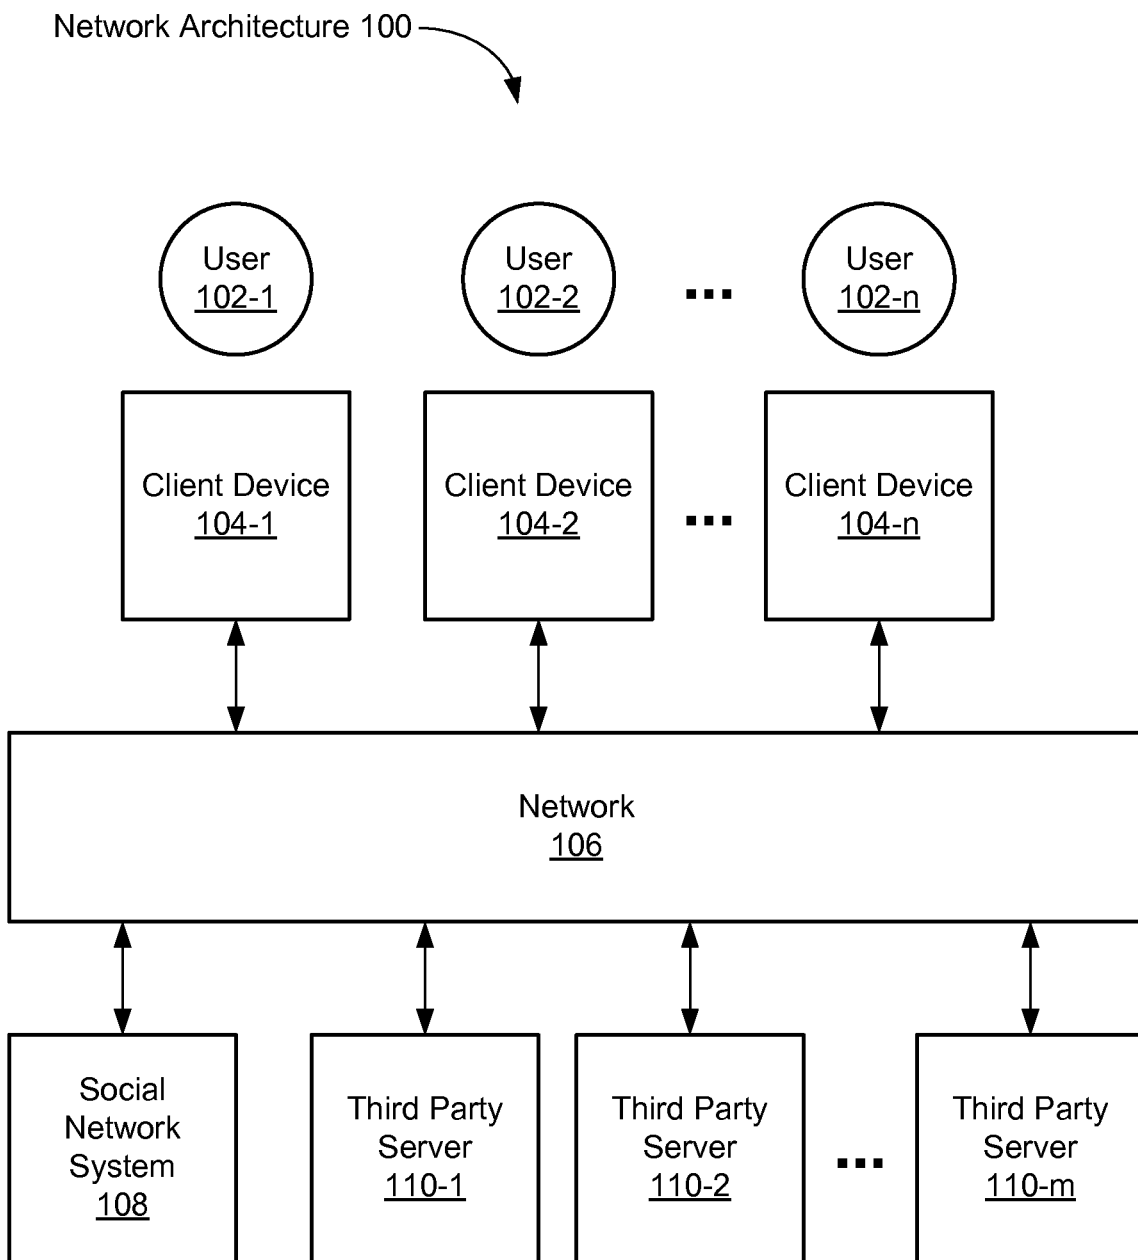 Network Architecture 100
User
102-1
User
102-2
...
User
102-n
Client Device
104-1
Client Device
104-2
...
Client Device
104-n
Network
106
Social
Network
System
108
Third Party
Server
110-1
Third Party
Server
110-2
...
Third Party
Server
110-m